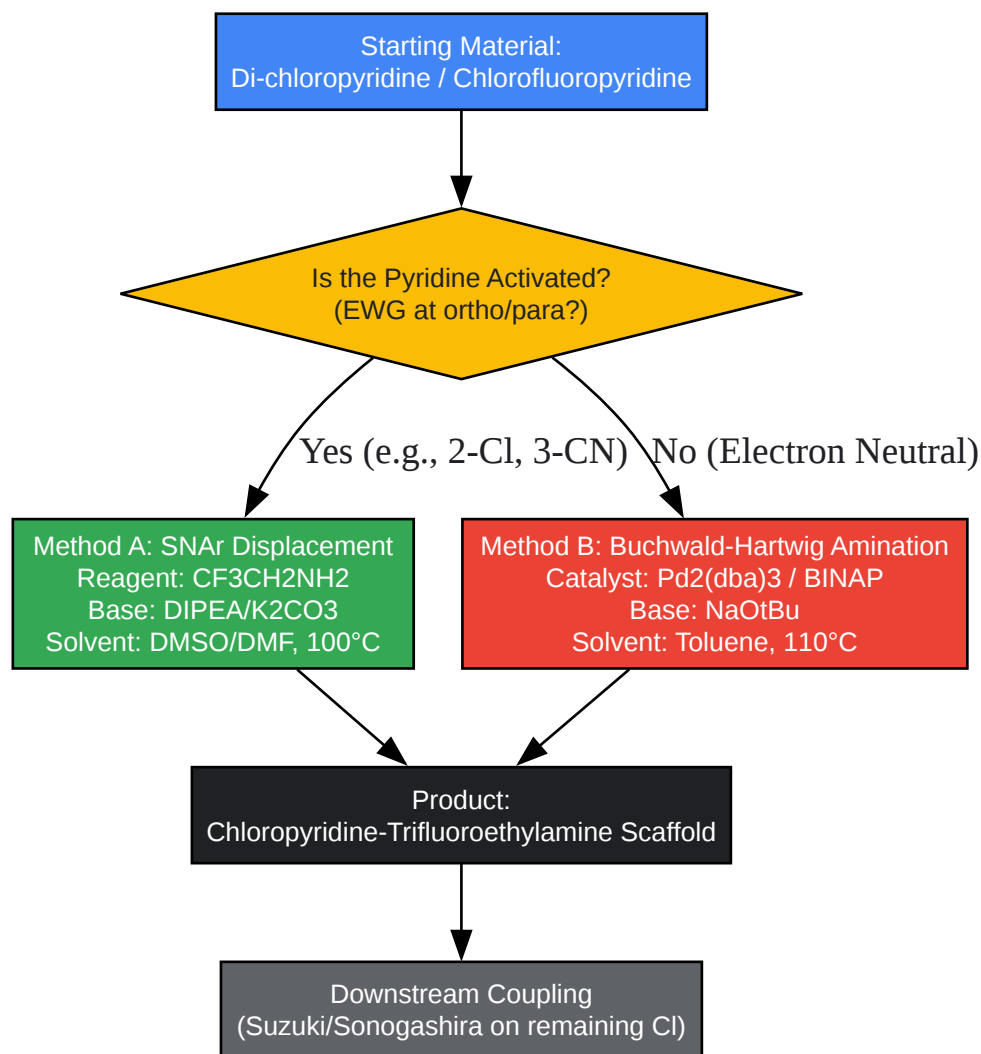 Starting Material:
Di-chloropyridine / Chlorofluoropyridine
Is the Pyridine Activated?
(EWG at ortho/para?)
Yes (e.g., 2-Cl, 3-CN)
No (Electron Neutral)
Method A: SNAr Displacement
Reagent: CF3CH2NH2
Base: DIPEA/K2CO3
Solvent: DMSO/DMF, 100°C
Method B: Buchwald-Hartwig Amination
Catalyst: Pd2(dba)3 / BINAP
Base: NaOtBu
Solvent: Toluene, 110°C
Product:
Chloropyridine-Trifluoroethylamine Scaffold
Downstream Coupling
(Suzuki/Sonogashira on remaining Cl)